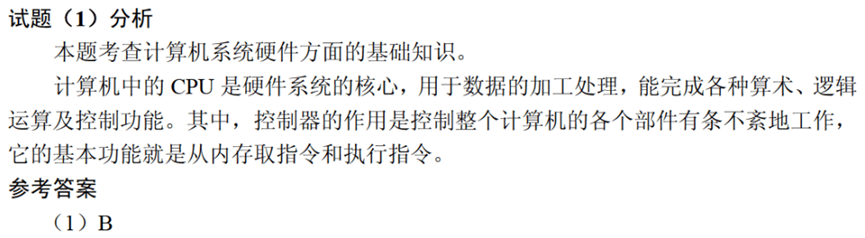 试题（1）分析
本题考查计算机系统硬件方面的基础知识。
计算机中的 CPU 是硬件系统的核心，用于数据的加工处理，能完成各种算术、逻辑
运算及控制功能。其中，控制器的作用是控制整个计算机的各个部件有条不紊地工作，
它的基本功能就是从内存取指令和执行指令。
参考答案
（1）B